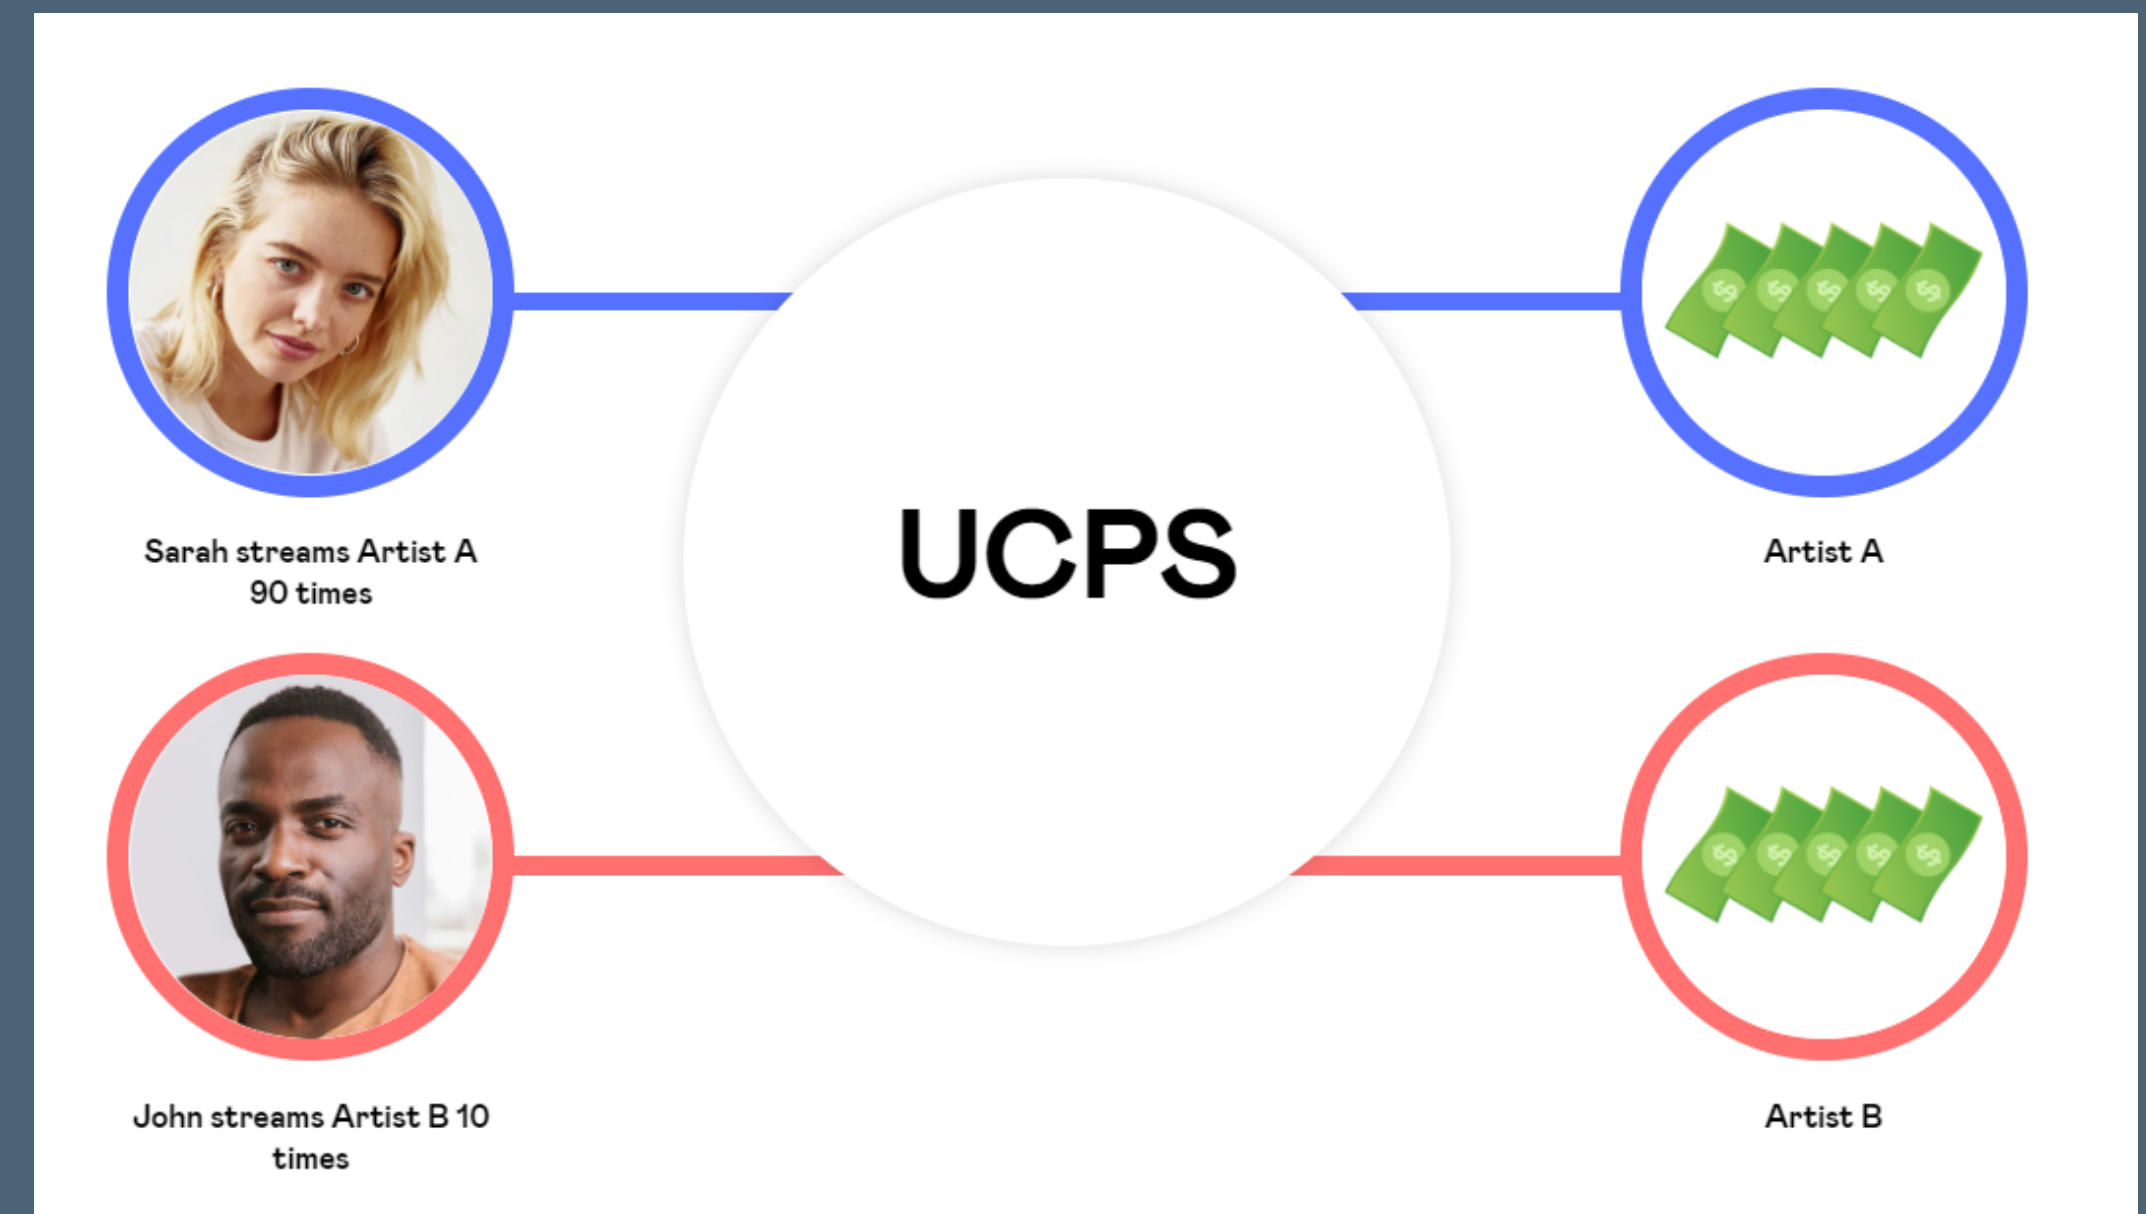 Sarah streams Artist A
90 times
UCPS
Artist A
John streams Artist B 10
times
Artist B